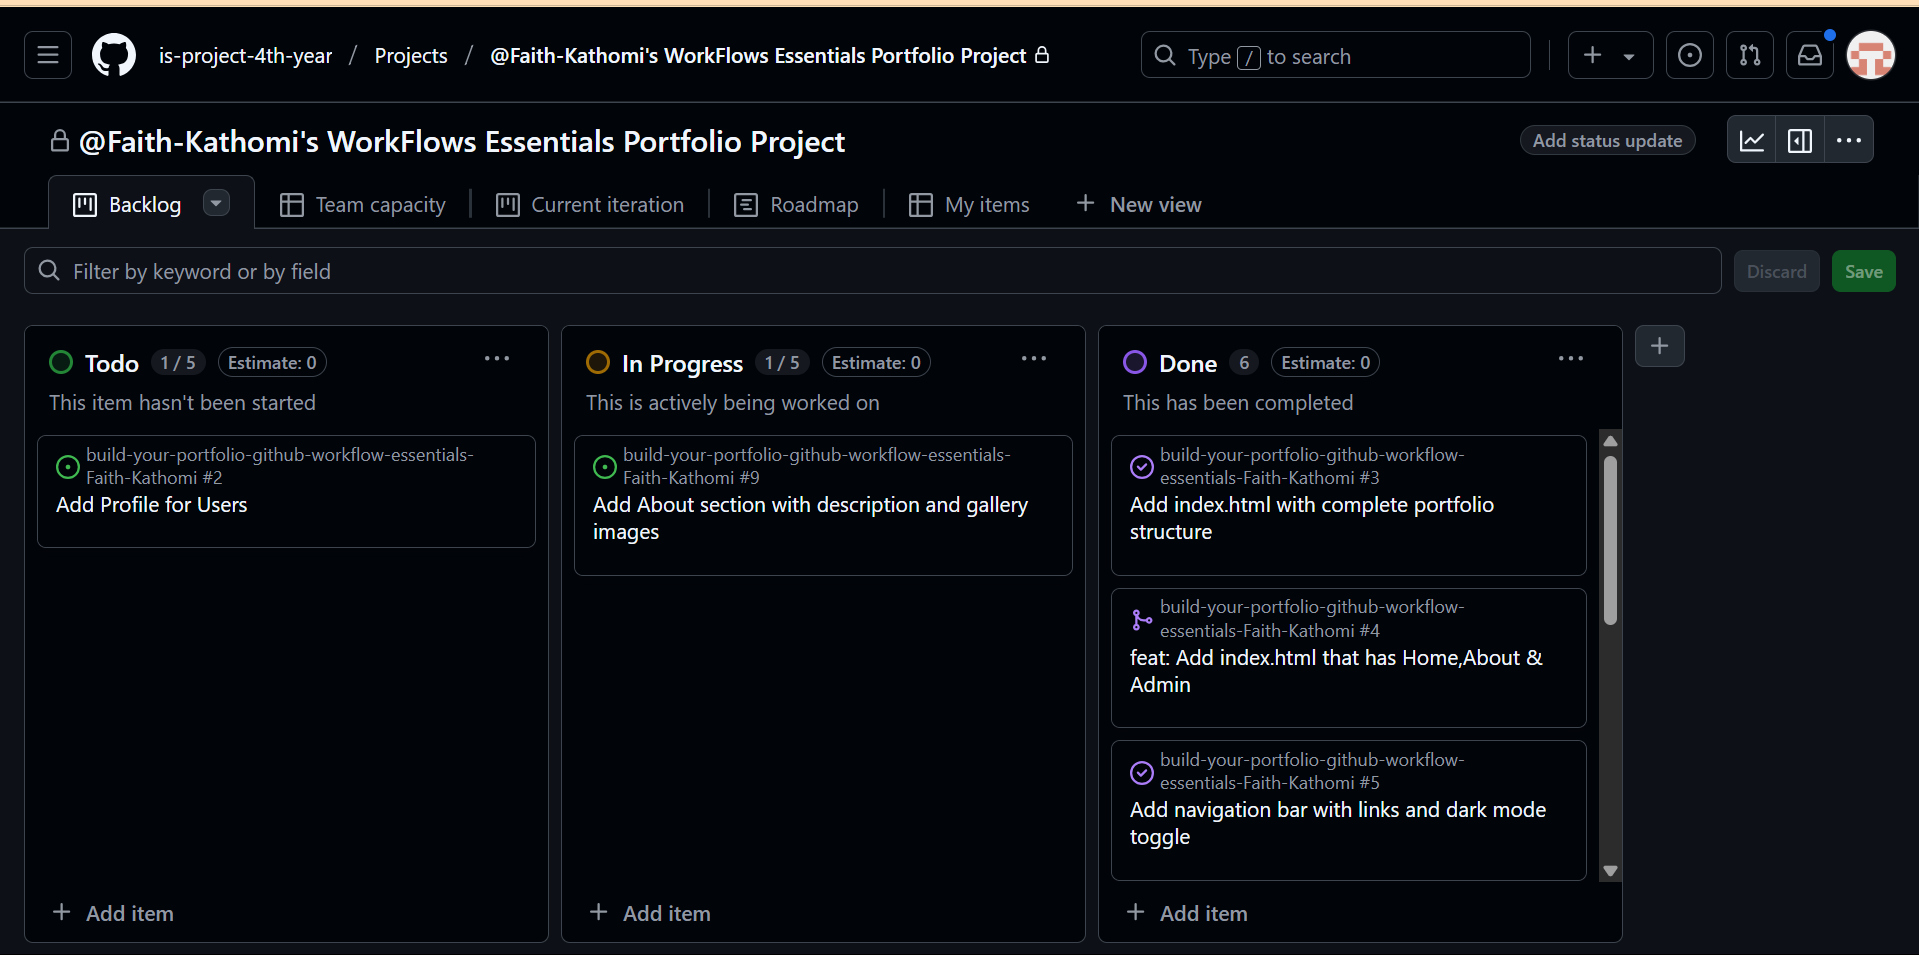 is-project-4th-year / Projects / @Faith-Kathomi's WorkFlows Essentials Portfolio Project
Type / to search
@Faith-Kathomi's WorkFlows Essentials Portfolio Project
Add status update
Backlog
Team capacity
Current iteration
Roadmap
My items
New view
Filter by keyword or by field
Discard
Save
Todo 1 / 5 Estimate: 0
This item hasn't been started
build-your-portfolio-github-workflow-essentials-
Faith-Kathomi #2
Add Profile for Users
Add item
In Progress 1 / 5 Estimate: 0
This is actively being worked on
build-your-portfolio-github-workflow-essentials-
Faith-Kathomi #9
Add About section with description and gallery
images
Add item
Done 6 Estimate: 0
This has been completed
build-your-portfolio-github-workflow-
essentials-Faith-Kathomi #3
Add index.html with complete portfolio
structure
build-your-portfolio-github-workflow-
essentials-Faith-Kathomi #4
feat: Add index.html that has Home,About &
Admin
build-your-portfolio-github-workflow-
essentials-Faith-Kathomi #5
Add navigation bar with links and dark mode
toggle
Add item